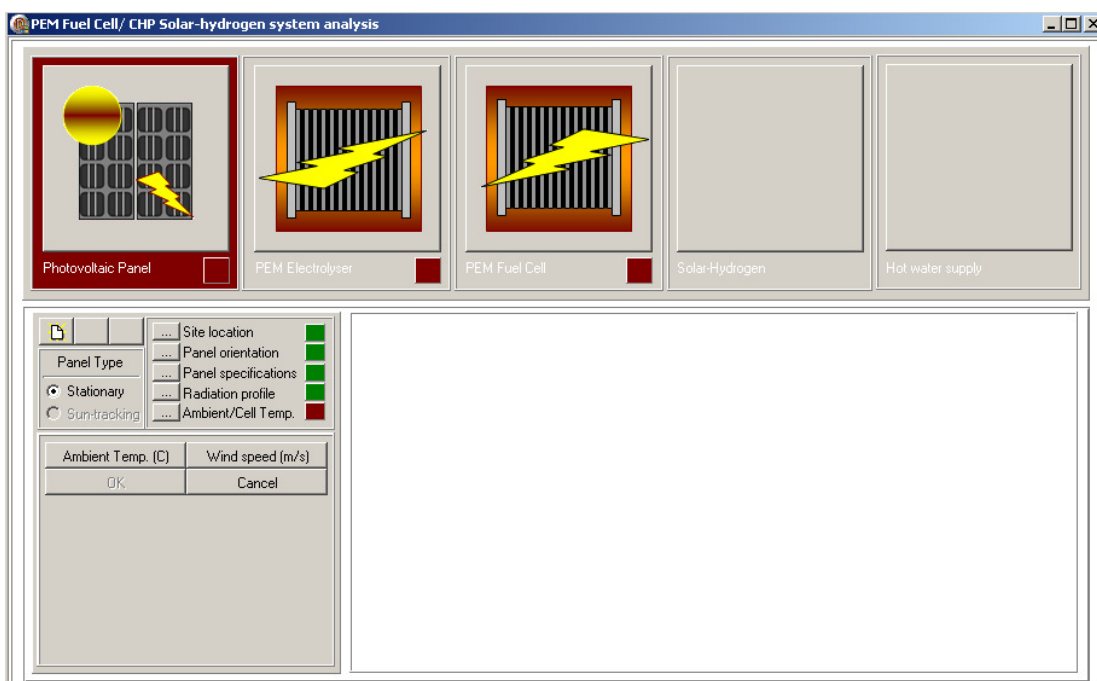 PEM Fuel Cell/ CHP Solar-hydrogen system analysis
Photovoltaic Panel
PEM Electrolyser
PEM Fuel Cell
Solar-Hydrogen
Hot water supply
Panel Type
Stationary
Sun-tracking
... Site location
... Panel orientation
... Panel specifications
... Radiation profile
... Ambient/Cell Temp.
Ambient Temp. (C) Wind speed (m/s)
OK Cancel